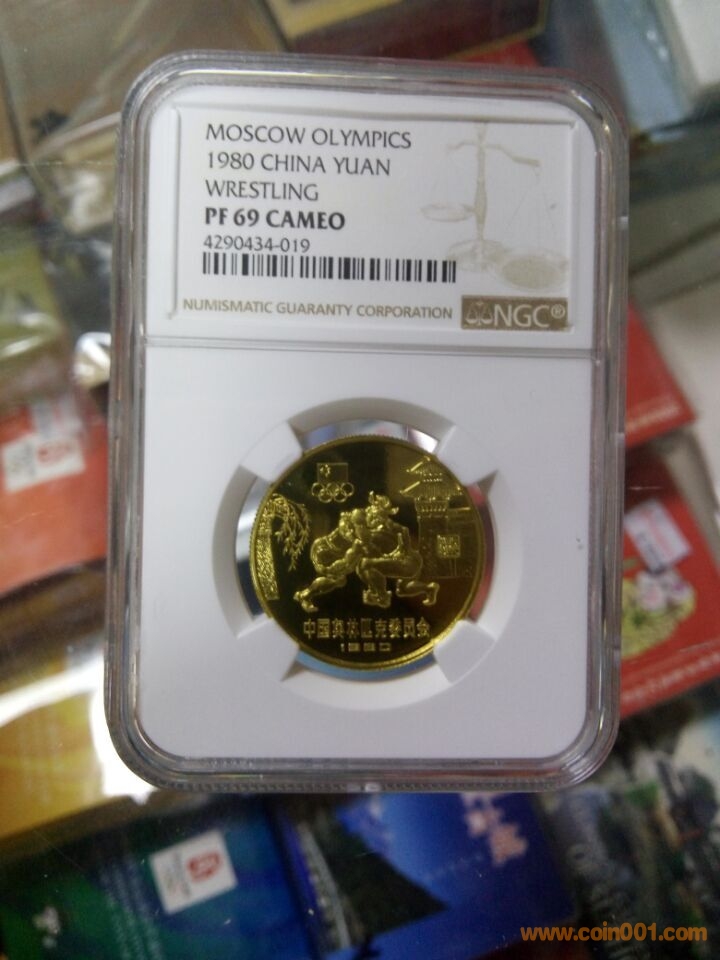 MOSCOW OLYMPICS
1980 CHINA YUAN
WRESTLING
PF 69 CAMEO
4290434-019
NUMISMATIC GUARANTY CORPORATION
NGC®
中国奥林匹克委员会
1980
www.coin001.com